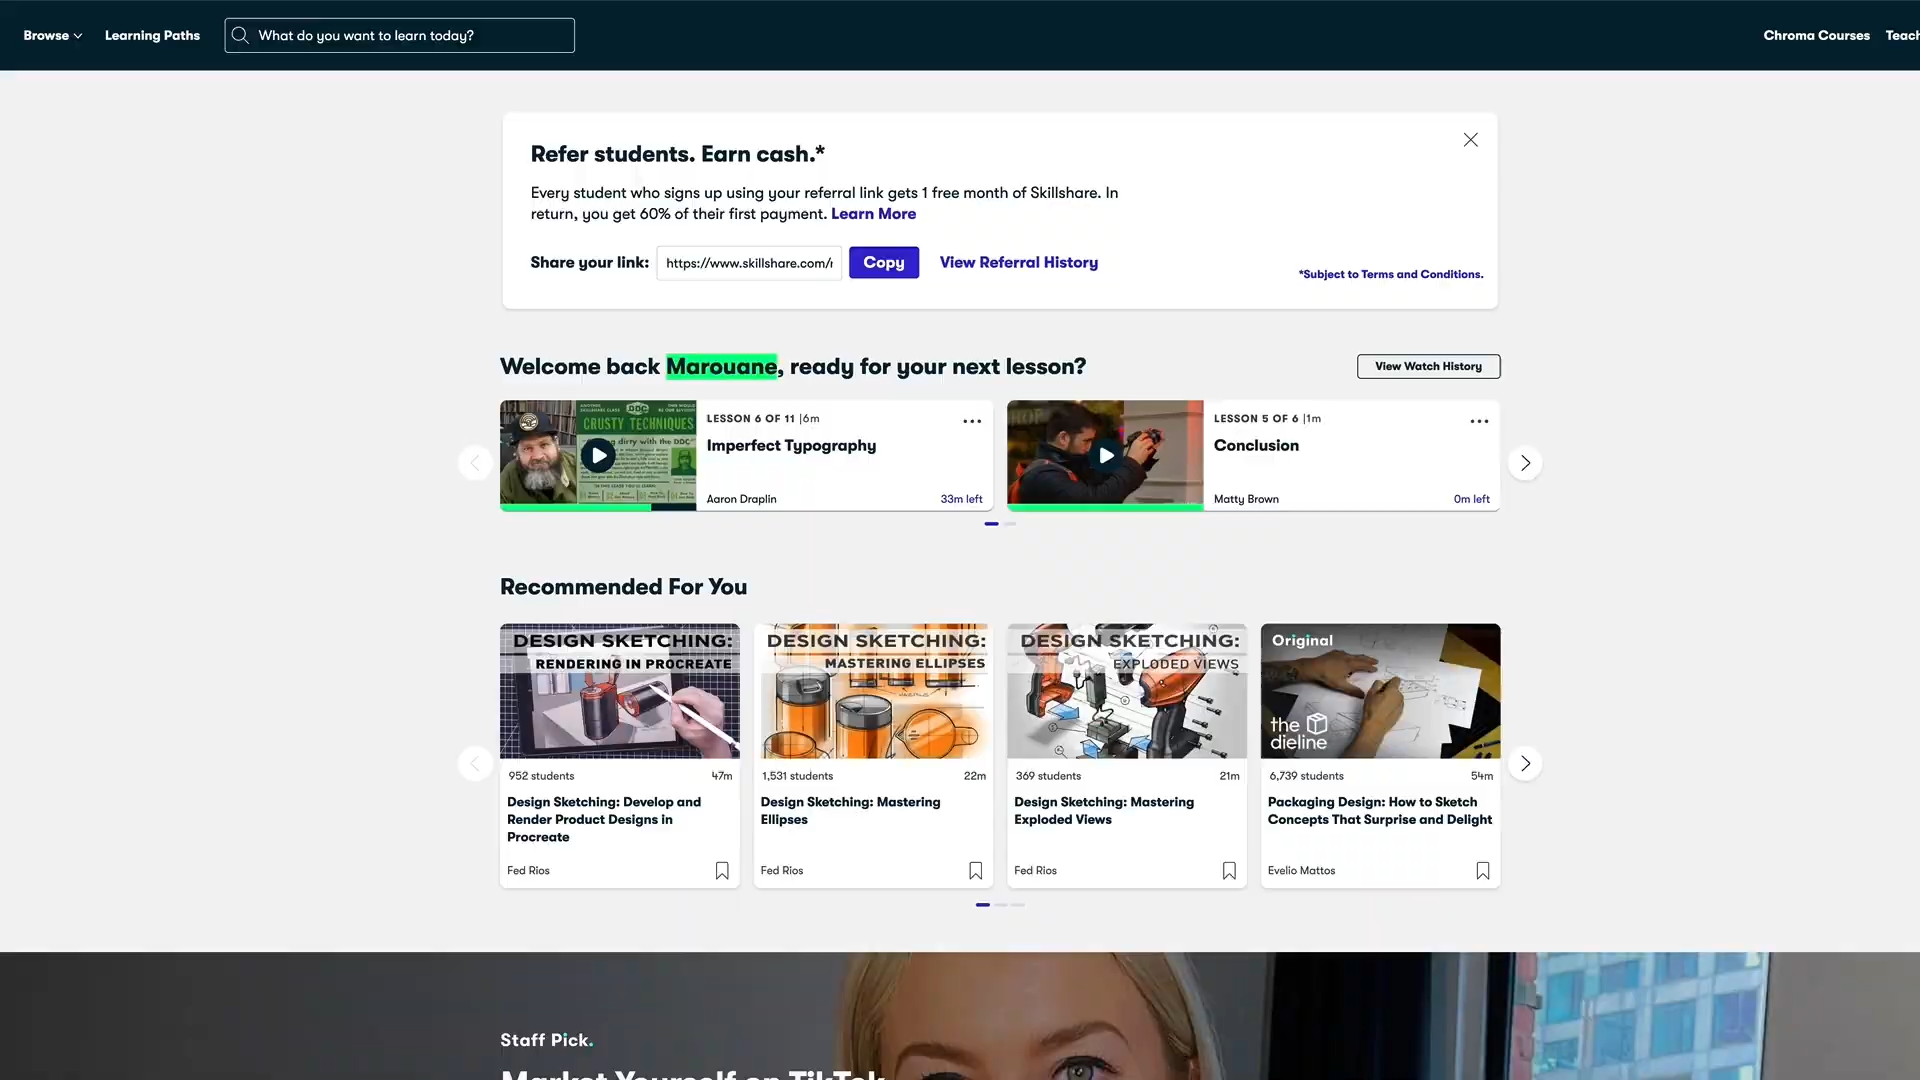 Browse
Learning Paths
What do you want to learn today?
Chroma Courses
Teach
Refer students. Earn cash.*
Every student who signs up using your referral link gets 1 free month of Skillshare. In
return, you get 60% of their first payment. Learn More
Share your link:
https://www.skillshare.com/r
Copy
View Referral History
*Subject to Terms and Conditions.
Welcome back Marouane, ready for your next lesson?
View Watch History
DDC
CRUSTY TECHNIQUES
LESSON 6 OF 11 |6m
Imperfect Typography
Aaron Draplin
33m left
LESSON 5 OF 6 |1m
Conclusion
Matty Brown
0m left
Recommended For You
DESIGN SKETCHING:
RENDERING IN PROCREATE
952 students
47m
Design Sketching: Develop and
Render Product Designs in
Procreate
Fed Rios
DESIGN SKETCHING:
MASTERING ELLIPSES
1,531 students
22m
Design Sketching: Mastering
Ellipses
Fed Rios
DESIGN SKETCHING:
EXPLODED VIEWS
369 students
21m
Design Sketching: Mastering
Exploded Views
Fed Rios
Original
the
dieline
6,739 students
54m
Packaging Design: How to Sketch
Concepts That Surprise and Delight
Evelio Mattos
Staff Pick.
Market Yourself on TikTok